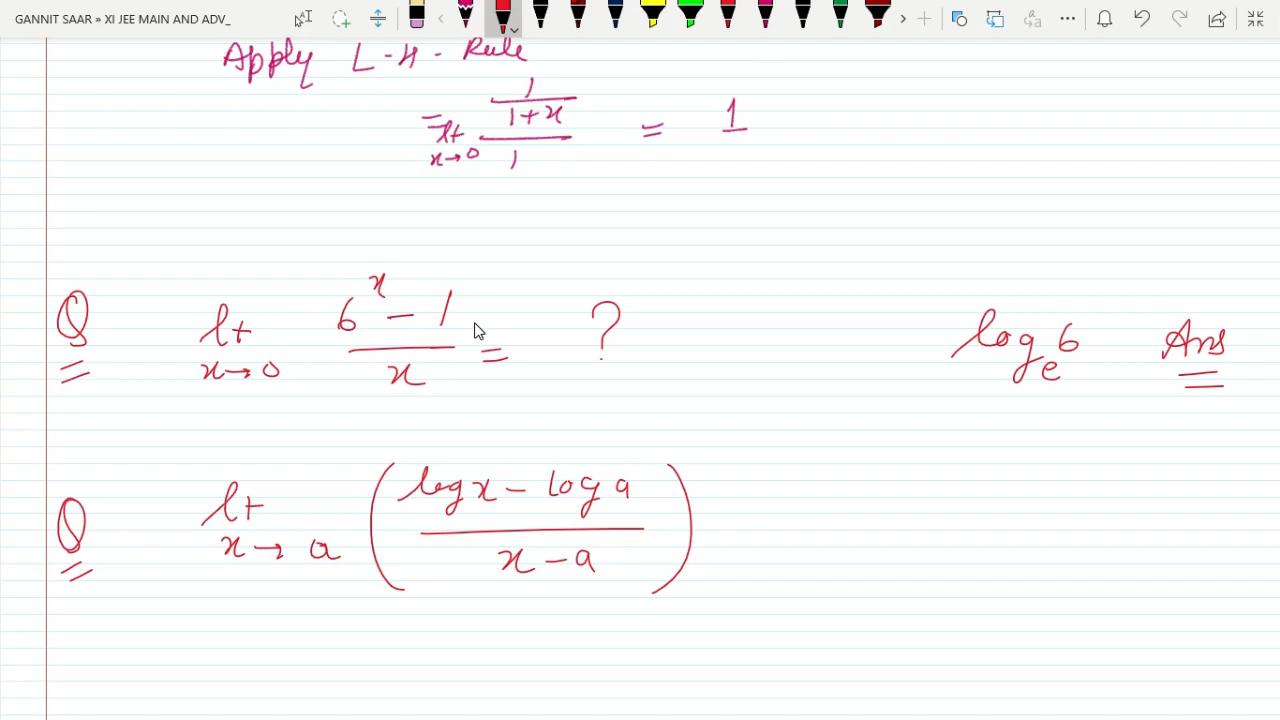 GANNIT SAAR » XI JEE MAIN AND ADV_
Apply L-H-Rule
= lt x→0 (1/(1+x))/1 = 1
Q lt x→0 (6^x - 1)/x = ? log_e 6 Ans
Q lt x→a ((log x - log a)/(x - a))